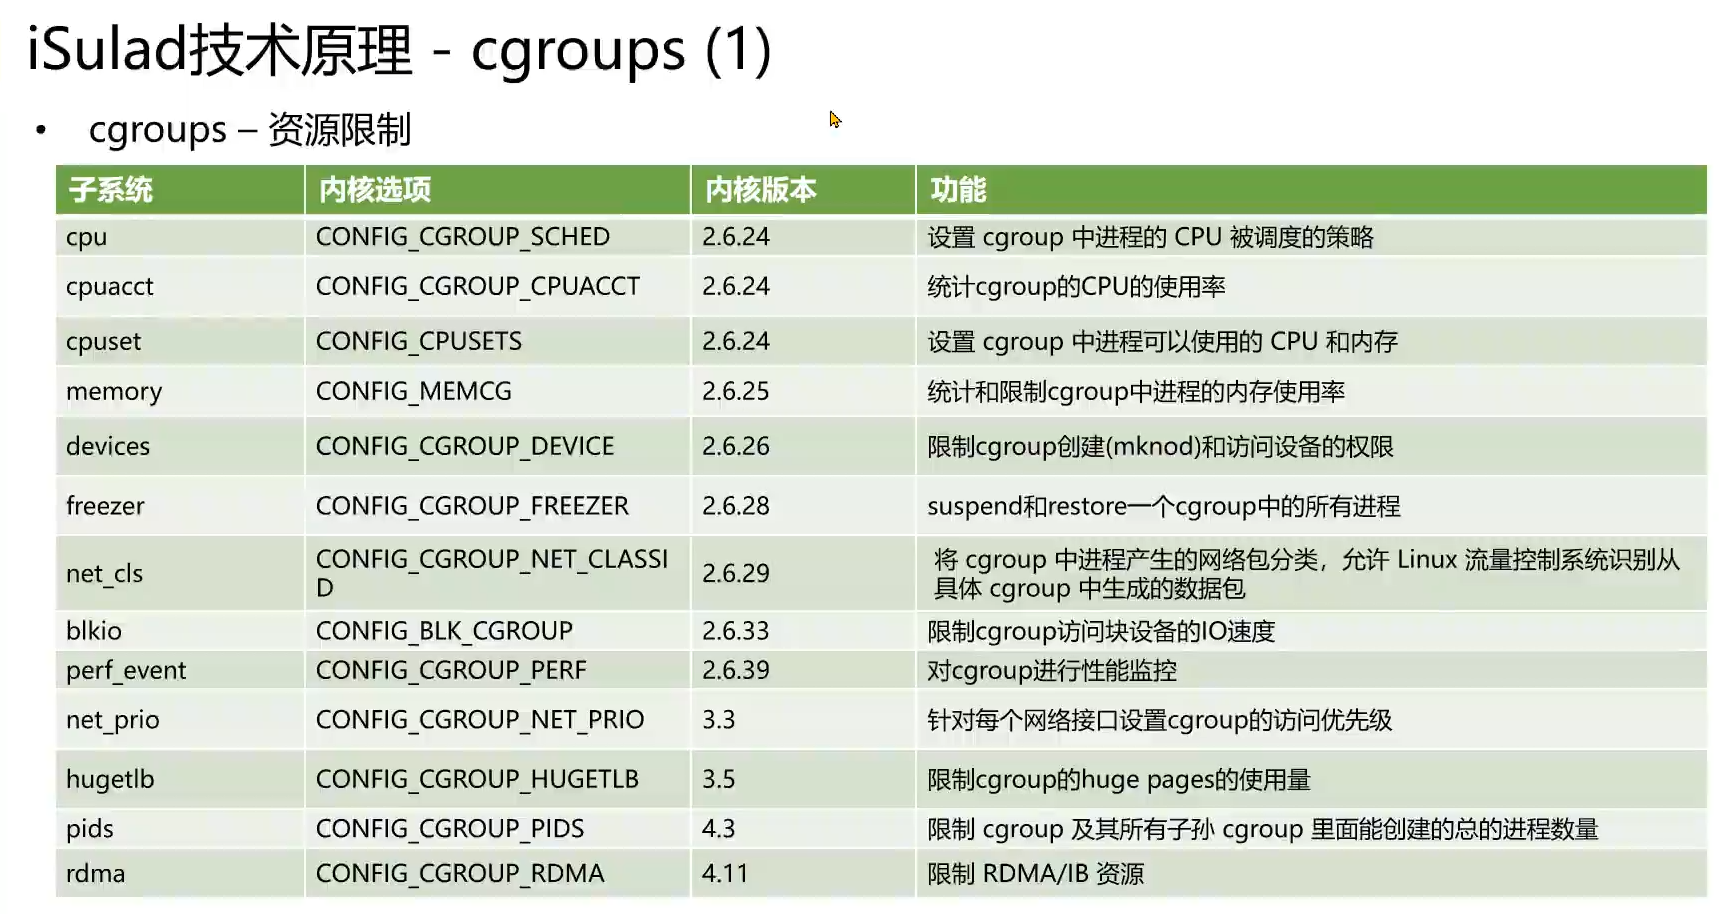 iSulad技术原理 - cgroups (1)
• cgroups – 资源限制
子系统 内核选项 内核版本 功能
cpu CONFIG_CGROUP_SCHED 2.6.24 设置 cgroup 中进程的 CPU 被调度的策略
cpuacct CONFIG_CGROUP_CPUACCT 2.6.24 统计cgroup的CPU的使用率
cpuset CONFIG_CPUSETS 2.6.24 设置 cgroup 中进程可以使用的 CPU 和内存
memory CONFIG_MEMCG 2.6.25 统计和限制cgroup中进程的内存使用率
devices CONFIG_CGROUP_DEVICE 2.6.26 限制cgroup创建(mknod)和访问设备的权限
freezer CONFIG_CGROUP_FREEZER 2.6.28 suspend和restore一个cgroup中的所有进程
net_cls CONFIG_CGROUP_NET_CLASSI
D 2.6.29 将 cgroup 中进程产生的网络包分类，允许 Linux 流量控制系统识别从
具体 cgroup 中生成的数据包
blkio CONFIG_BLK_CGROUP 2.6.33 限制cgroup访问块设备的IO速度
perf_event CONFIG_CGROUP_PERF 2.6.39 对cgroup进行性能监控
net_prio CONFIG_CGROUP_NET_PRIO 3.3 针对每个网络接口设置cgroup的访问优先级
hugetlb CONFIG_CGROUP_HUGETLB 3.5 限制cgroup的huge pages的使用量
pids CONFIG_CGROUP_PIDS 4.3 限制 cgroup 及其所有子孙 cgroup 里面能创建的总的进程数量
rdma CONFIG_CGROUP_RDMA 4.11 限制 RDMA/IB 资源